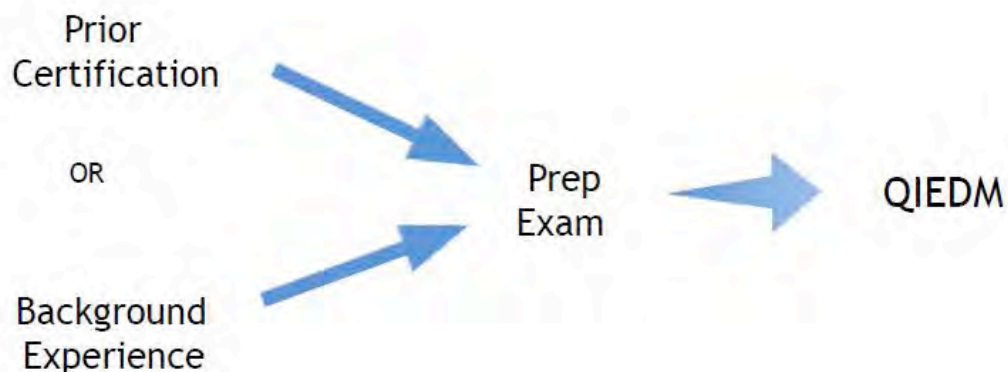 Prior
Certification
OR
Background
Experience
Prep
Exam
QIEDM